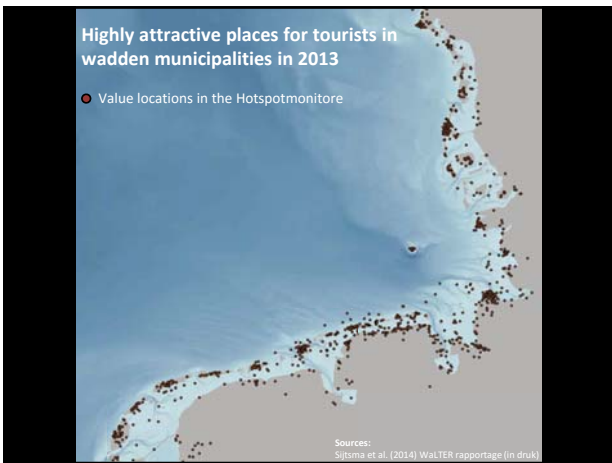 Highly attractive places for tourists in
wadden municipalities in 2013
Value locations in the Hotspotmonitore
Sources:
Sijtsma et al. (2014) WaLTER rapportage (in druk)